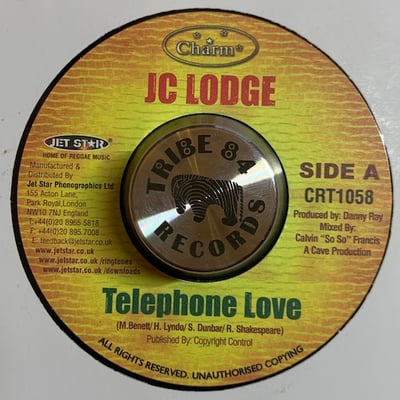 Charm
JC LODGE
JET STAR
HOME OF REGGAE MUSIC
Manufactured &
Distributed By
Jet Star Phonographics Ltd
155 Acton Lane,
Park Royal, London
NW10 7NJ England
T:+44(0)20 8965 5818
F: +44(0)20 895 7008
E: feedback@jetstar.co.uk
www.jetstar.co.uk /ringtones
www.jetstar.co.uk /downloads
TRIBE 84
RECORDS
SIDE A
CRT1058
Produced by: Danny Ray
Mixed By:
Calvin "So So" Francis
A Cave Production
Telephone Love
(M.Benett/ H. Lyndo/ S. Dunbar/ R. Shakespeare)
Published By: Copyright Control
ALL RIGHTS RESERVED. UNAUTHORISED COPYING